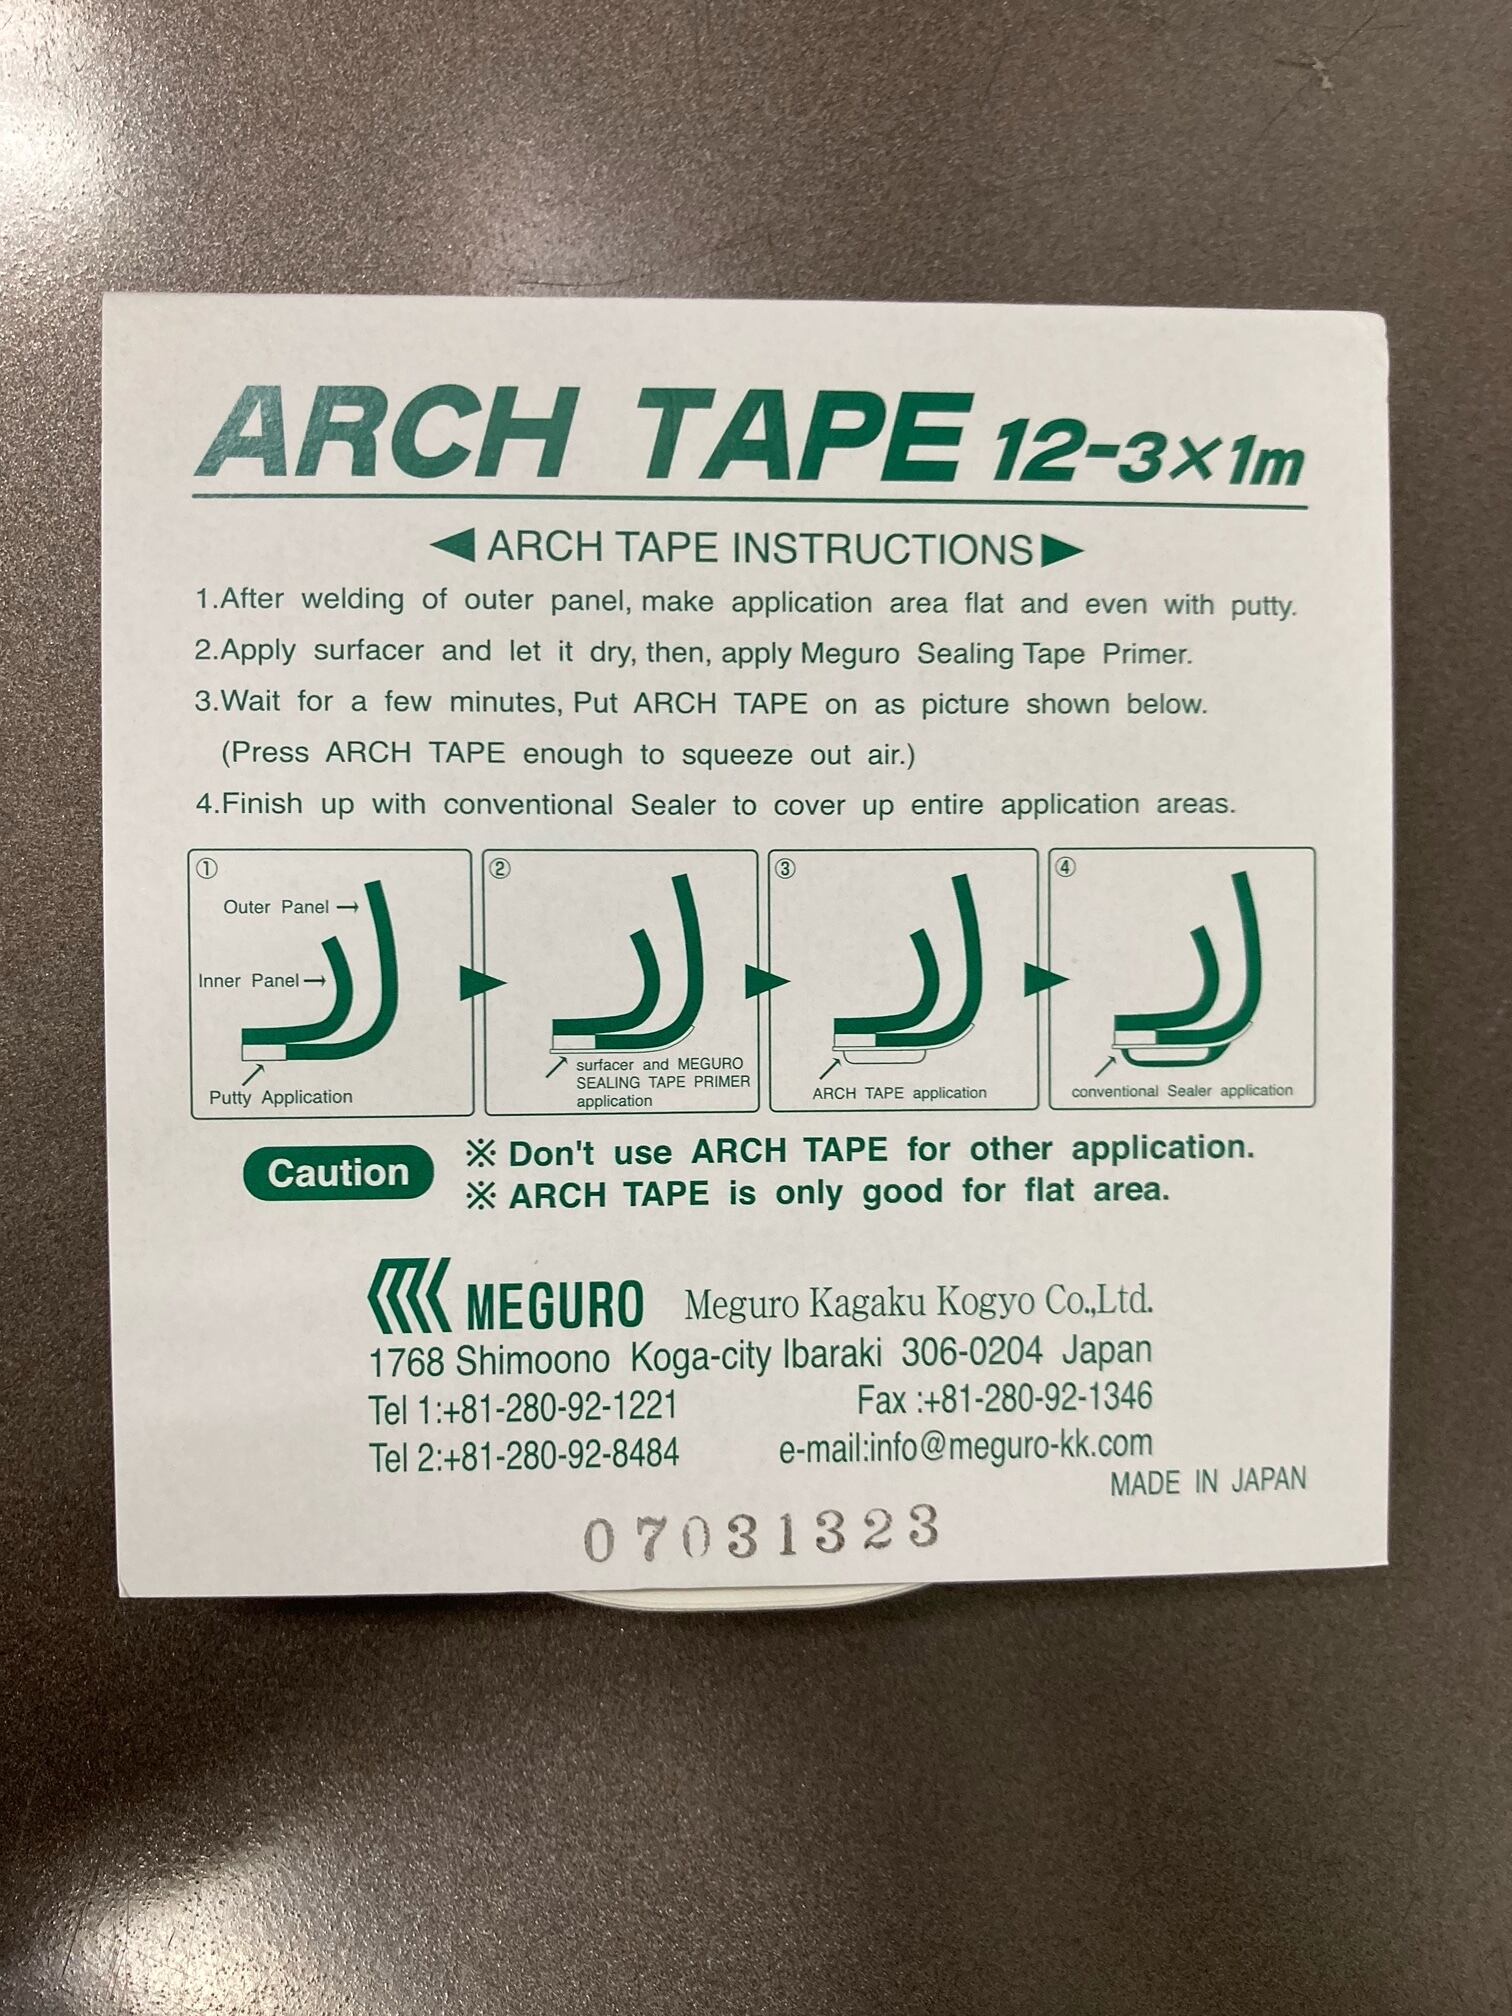 ARCH TAPE 12-3×1m
◀ARCH TAPE INSTRUCTIONS▶
1.After welding of outer panel, make application area flat and even with putty.
2.Apply surfacer and let it dry, then, apply Meguro Sealing Tape Primer.
3.Wait for a few minutes, Put ARCH TAPE on as picture shown below.
(Press ARCH TAPE enough to squeeze out air.)
4.Finish up with conventional Sealer to cover up entire application areas.
①
Outer Panel→
Inner Panel→
Putty Application
②
surfacer and MEGURO
SEALING TAPE PRIMER
application
③
ARCH TAPE application
④
conventional Sealer application
Caution
※ Don't use ARCH TAPE for other application.
※ ARCH TAPE is only good for flat area.
MEGURO Meguro Kagaku Kogyo Co.,Ltd.
1768 Shimoono Koga-city Ibaraki 306-0204 Japan
Tel 1:+81-280-92-1221 Fax :+81-280-92-1346
Tel 2:+81-280-92-8484 e-mail:info@meguro-kk.com
MADE IN JAPAN
07031323